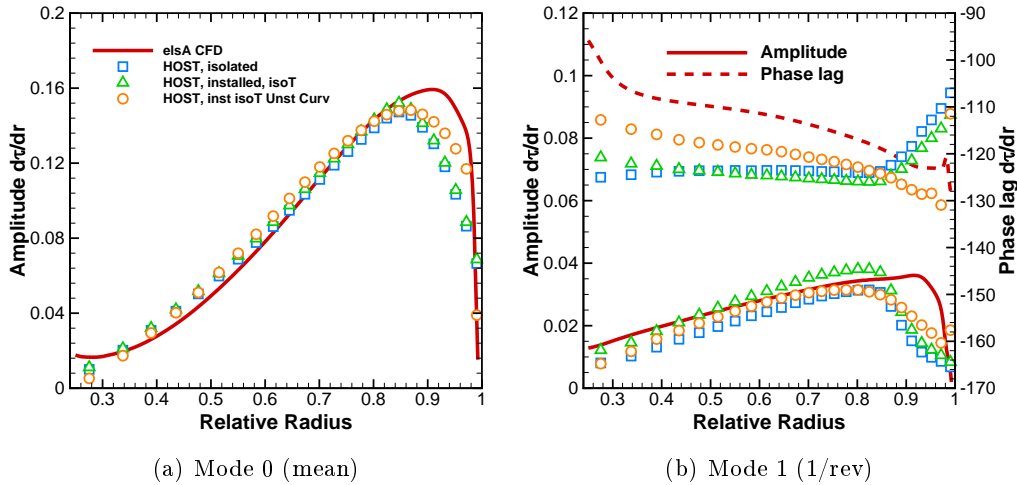 0.2
0.16
0.12
0.08
0.04
0
Amplitude dσ/dr
elsA CFD
HOST, isolated
HOST, installed, isoT
HOST, inst isoT Unst Curv
0.3 0.4 0.5 0.6 0.7 0.8 0.9 1
Relative Radius
(a) Mode 0 (mean)
0.12
0.1
0.08
0.06
0.04
0.02
0
Amplitude dτ/dr
Amplitude
Phase lag
-90
-100
-110
-120
-130
-140
-150
-160
-170
Phase lag dτ/dr
0.3 0.4 0.5 0.6 0.7 0.8 0.9 1
Relative Radius
(b) Mode 1 (1/rev)